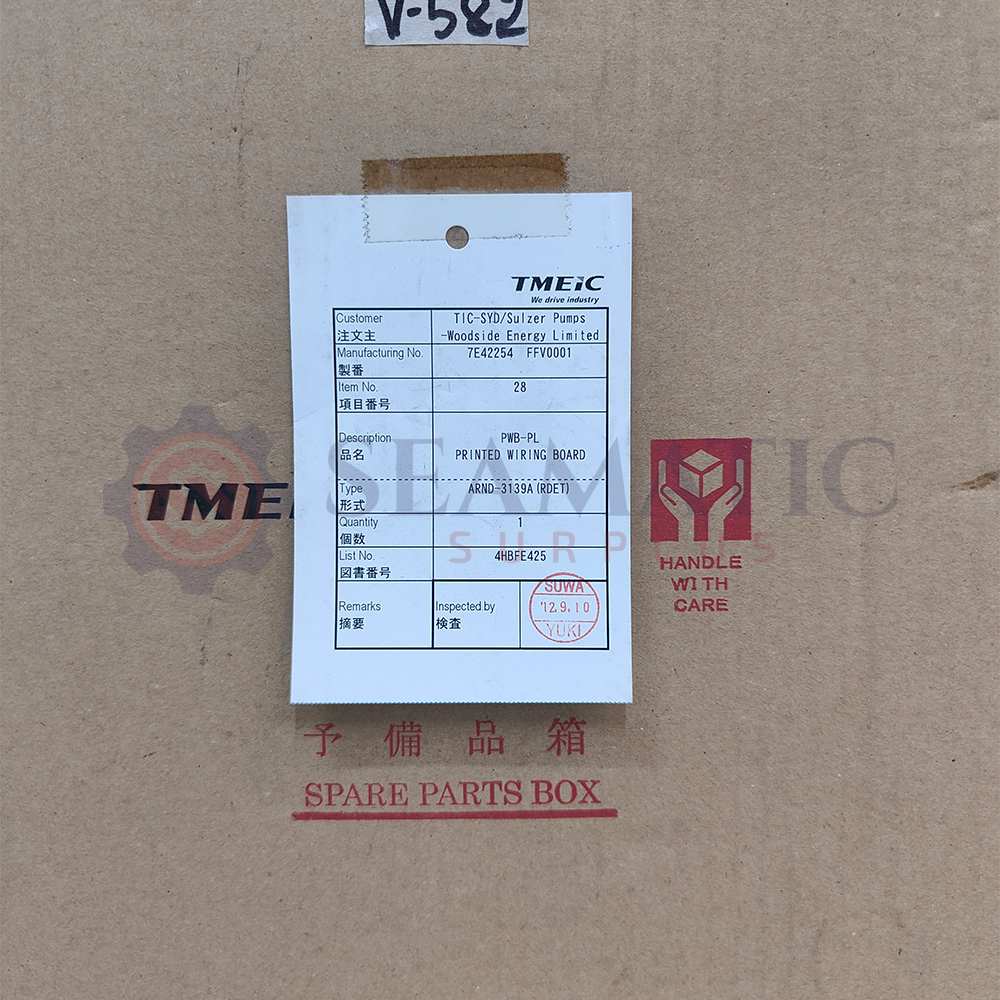 V-582
TMEiC
We drive industry
Customer TIC-SYD/Sulzer Pumps
注文主 -Woodside Energy Limited
Manufacturing No. 7E42254 FFV0001
製番
Item No. 28
項目番号
Description PWB-PL
品名 PRINTED WIRING BOARD
Type ARND-3139A(RDET)
形式
Quantity 1
個数
List No. 4HBFE425
図書番号
Remarks Inspected by
摘要 検査
SUWA
'12.9.10
YUKI
TME
SEAMATIC
SURPLUS
HANDLE
WITH
CARE
予備品箱
SPARE PARTS BOX